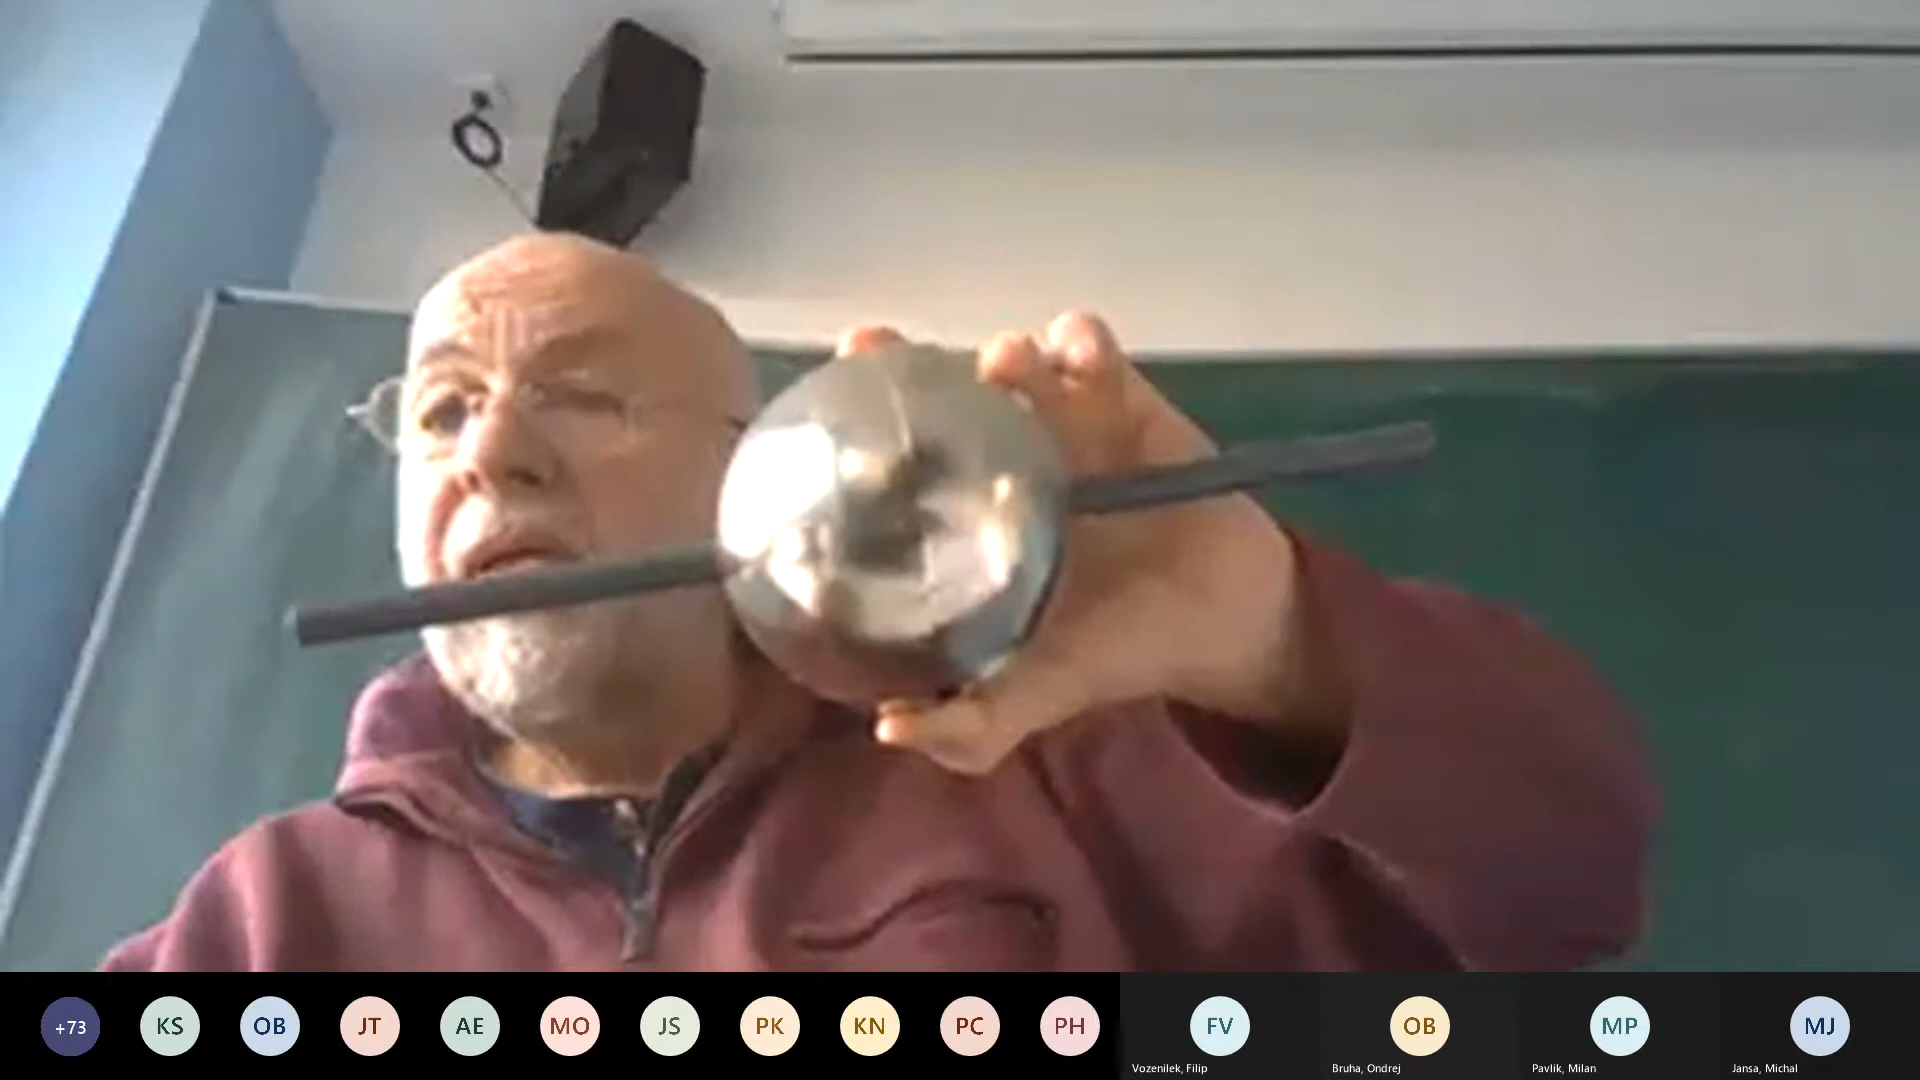 +73
KS
OB
JT
AE
MO
JS
PK
KN
PC
PH
FV
OB
MP
MJ
Vozenilek, Filip
Bruha, Ondrej
Pavlik, Milan
Jansa, Michal